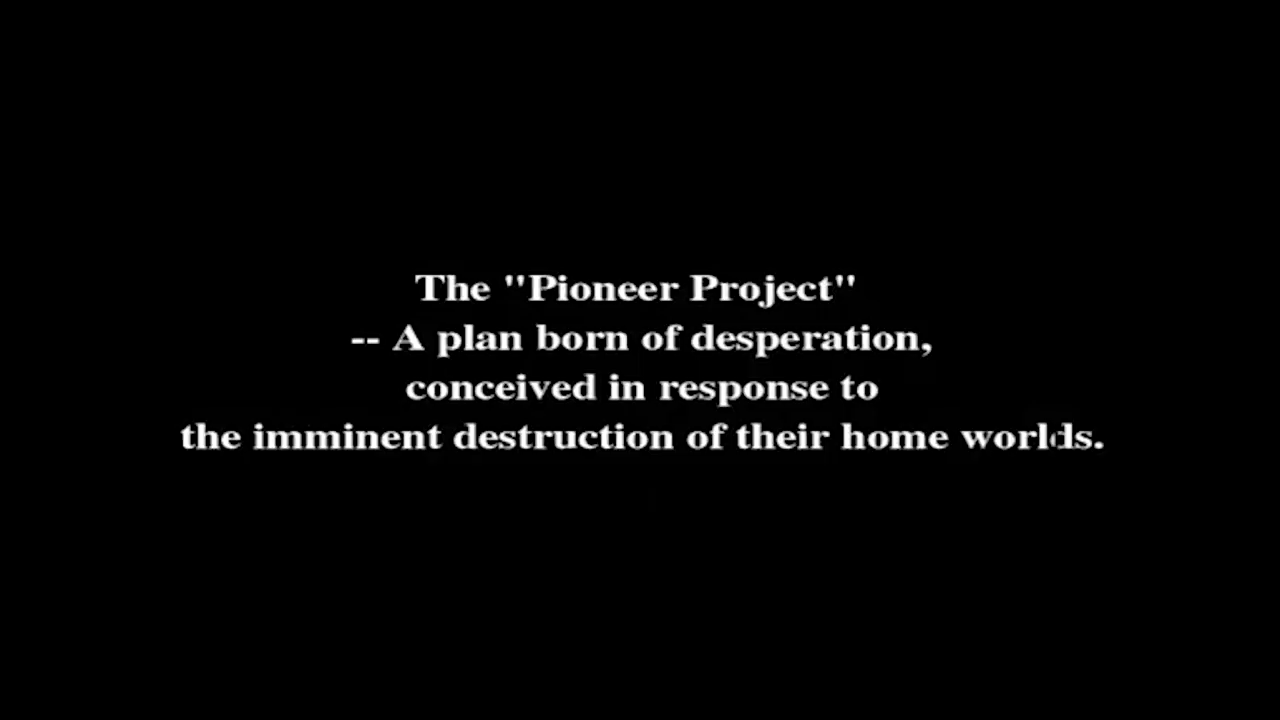 The "Pioneer Project"
-- A plan born of desperation,
conceived in response to
the imminent destruction of their home worlds.